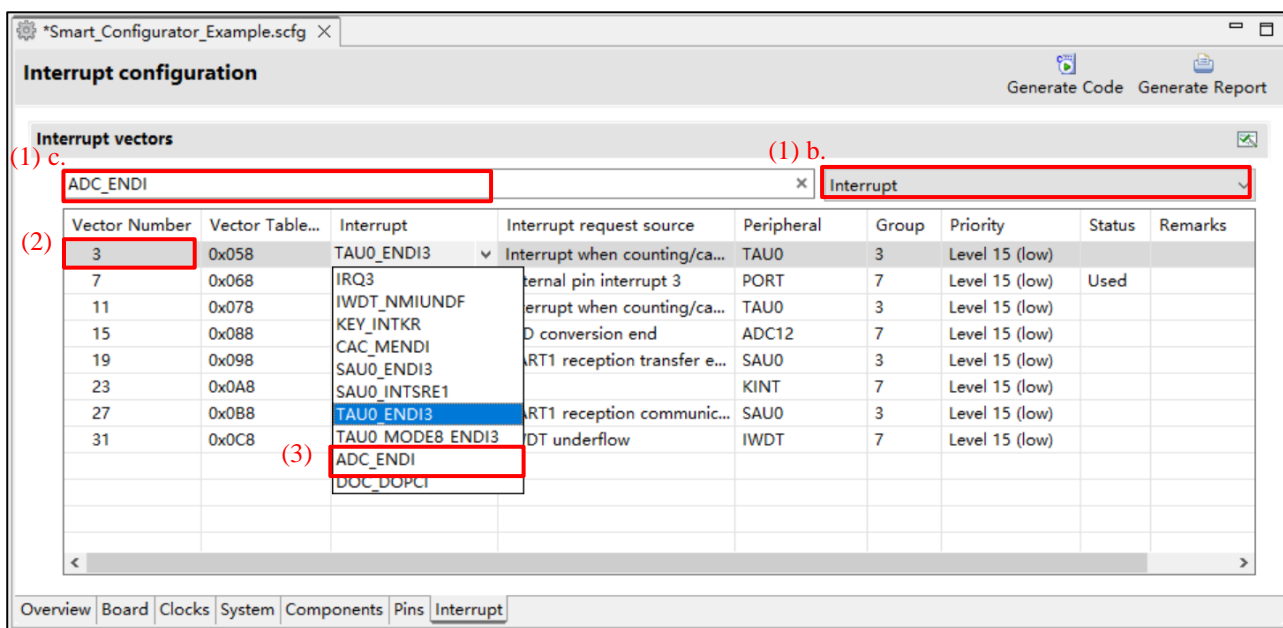 *Smart_Configurator_Example.scfg
Interrupt configuration
Generate Code Generate Report
Interrupt vectors
(1) c.
(1) b.
ADC_ENDI
Interrupt
Vector Number Vector Table... Interrupt Interrupt request source Peripheral Group Priority Status Remarks
(2)
3 0x058 TAU0_ENDI3 Interrupt when counting/ca... TAU0 3 Level 15 (low)
7 0x068 IRQ3 ternal pin interrupt 3 PORT 7 Level 15 (low) Used
IWDT_NMIUNDF
11 0x078 errupt when counting/ca... TAU0 3 Level 15 (low)
KEY_INTKR
15 0x088 D conversion end ADC12 7 Level 15 (low)
CAC_MENDI
19 0x098 SAU0_ENDI3 ART1 reception transfer e... SAU0 3 Level 15 (low)
23 0x0A8 SAU0_INTSRE1 KINT 7 Level 15 (low)
27 0x0B8 TAU0_ENDI3 ART1 reception communic... SAU0 3 Level 15 (low)
31 0x0C8 TAU0_MODE8_ENDI3 DT underflow IWDT 7 Level 15 (low)
(3)
ADC_ENDI
DOC_DOPCI
Overview Board Clocks System Components Pins Interrupt